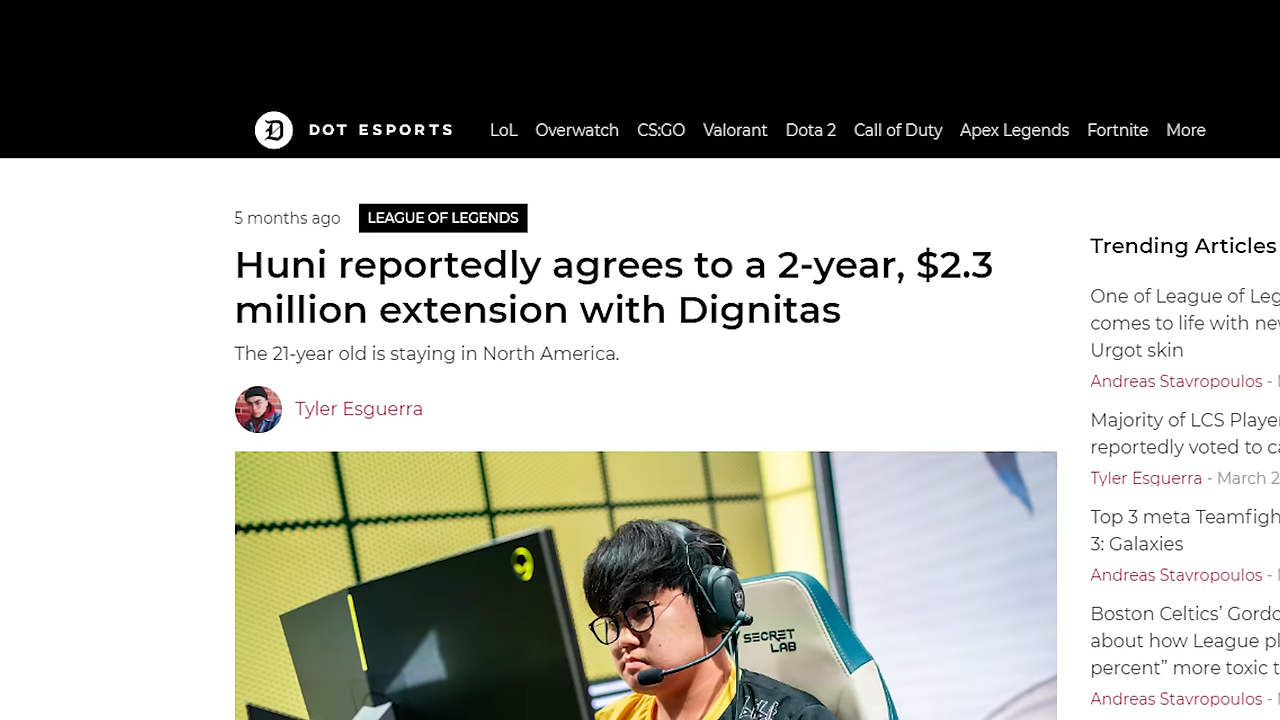 DOT ESPORTS
LoL Overwatch CS:GO Valorant Dota 2 Call of Duty Apex Legends Fortnite More
5 months ago LEAGUE OF LEGENDS
Huni reportedly agrees to a 2-year, $2.3
million extension with Dignitas
The 21-year old is staying in North America.
Tyler Esguerra
SECRET
LAB
Trending Articles
One of League of Leg
comes to life with ne
Urgot skin
Andreas Stavropoulos -
Majority of LCS Playe
reportedly voted to c
Tyler Esguerra - March 2
Top 3 meta Teamfigh
3: Galaxies
Andreas Stavropoulos -
Boston Celtics’ Gord
about how League pl
percent” more toxic t
Andreas Stavropoulos -